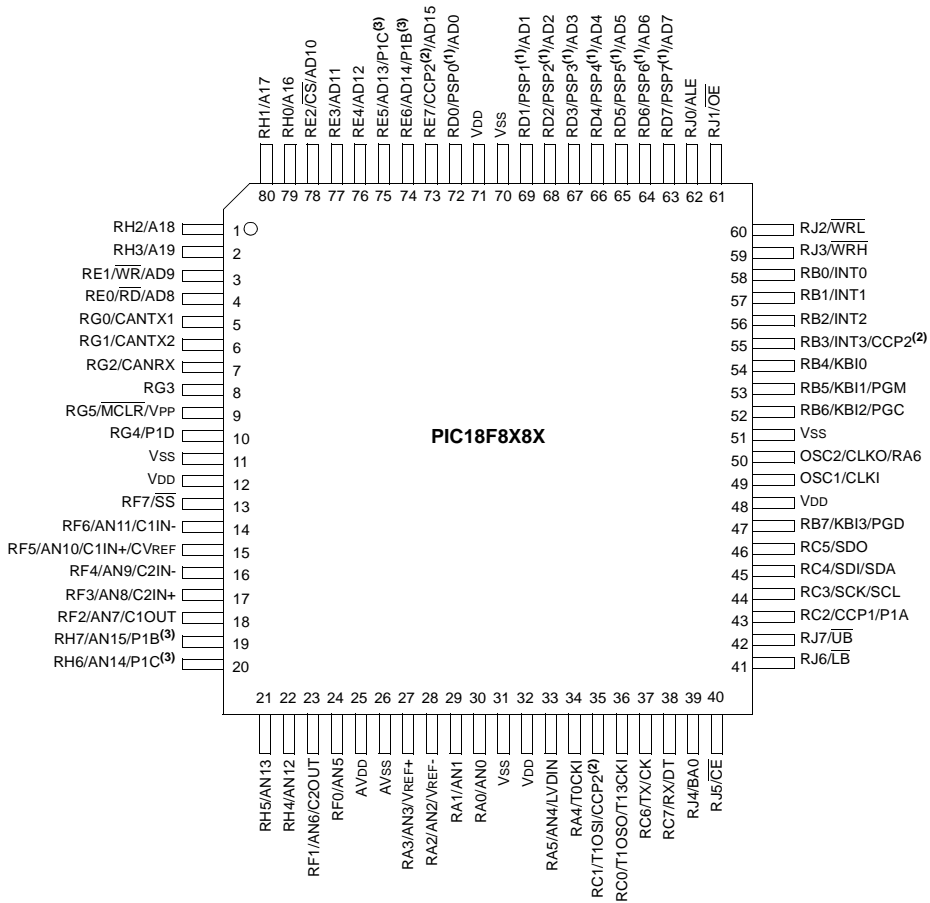 RH1/A17
RH0/A16
RE2/CS/AD10
RE3/AD11
RE4/AD12
RE5/AD13/P1C(3)
RE6/AD14/P1B(3)
RE7/CCP2(2)/AD15
RD0/PSP0(1)/AD0
VDD
VSS
RD1/PSP1(1)/AD1
RD2/PSP2(1)/AD2
RD3/PSP3(1)/AD3
RD4/PSP4(1)/AD4
RD5/PSP5(1)/AD5
RD6/PSP6(1)/AD6
RD7/PSP7(1)/AD7
RJ0/ALE
RJ1/OE
80 79 78 77 76 75 74 73 72 71 70 69 68 67 66 65 64 63 62 61
RH2/A18 1
RH3/A19 2
RE1/WR/AD9 3
RE0/RD/AD8 4
RG0/CANTX1 5
RG1/CANTX2 6
RG2/CANRX 7
RG3 8
RG5/MCLR/VPP 9
RG4/P1D 10
VSS 11
VDD 12
RF7/SS 13
RF6/AN11/C1IN- 14
RF5/AN10/C1IN+/CVREF 15
RF4/AN9/C2IN- 16
RF3/AN8/C2IN+ 17
RF2/AN7/C1OUT 18
RH7/AN15/P1B(3) 19
RH6/AN14/P1C(3) 20
PIC18F8X8X
60 RJ2/WRL
59 RJ3/WRH
58 RB0/INT0
57 RB1/INT1
56 RB2/INT2
55 RB3/INT3/CCP2(2)
54 RB4/KBI0
53 RB5/KBI1/PGM
52 RB6/KBI2/PGC
51 VSS
50 OSC2/CLKO/RA6
49 OSC1/CLKI
48 VDD
47 RB7/KBI3/PGD
46 RC5/SDO
45 RC4/SDI/SDA
44 RC3/SCK/SCL
43 RC2/CCP1/P1A
42 RJ7/UB
41 RJ6/LB
21 22 23 24 25 26 27 28 29 30 31 32 33 34 35 36 37 38 39 40
RH5/AN13
RH4/AN12
RF1/AN6/C2OUT
RF0/AN5
AVDD
AVSS
RA3/AN3/VREF+
RA2/AN2/VREF-
RA1/AN1
RA0/AN0
VSS
VDD
RA5/AN4/LVDIN
RA4/T0CKI
RC1/T1OSI/CCP2(2)
RC0/T1OSO/T13CKI
RC6/TX/CK
RC7/RX/DT
RJ4/BA0
RJ5/CE